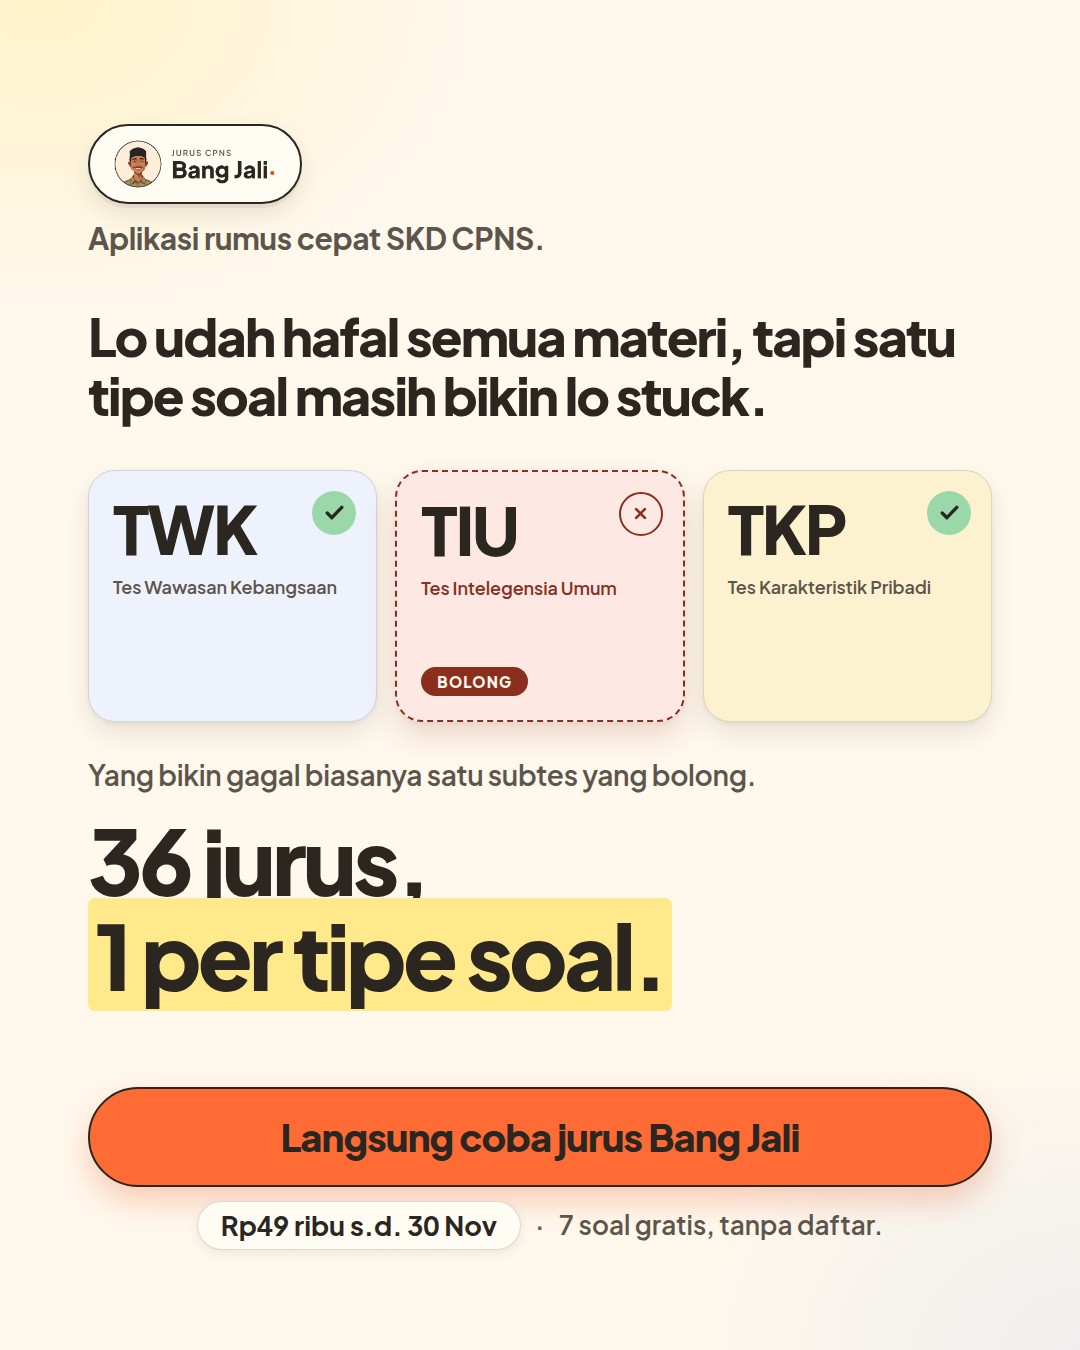 JURUS CPNS
Bang Jali.
Aplikasi rumus cepat SKD CPNS.
Lo udah hafal semua materi, tapi satu
tipe soal masih bikin lo stuck.
TWK
Tes Wawasan Kebangsaan
TIU
Tes Intelegensia Umum
BOLONG
TKP
Tes Karakteristik Pribadi
Yang bikin gagal biasanya satu subtes yang bolong.
36 jurus,
1 per tipe soal.
Langsung coba jurus Bang Jali
Rp49 ribu s.d. 30 Nov · 7 soal gratis, tanpa daftar.